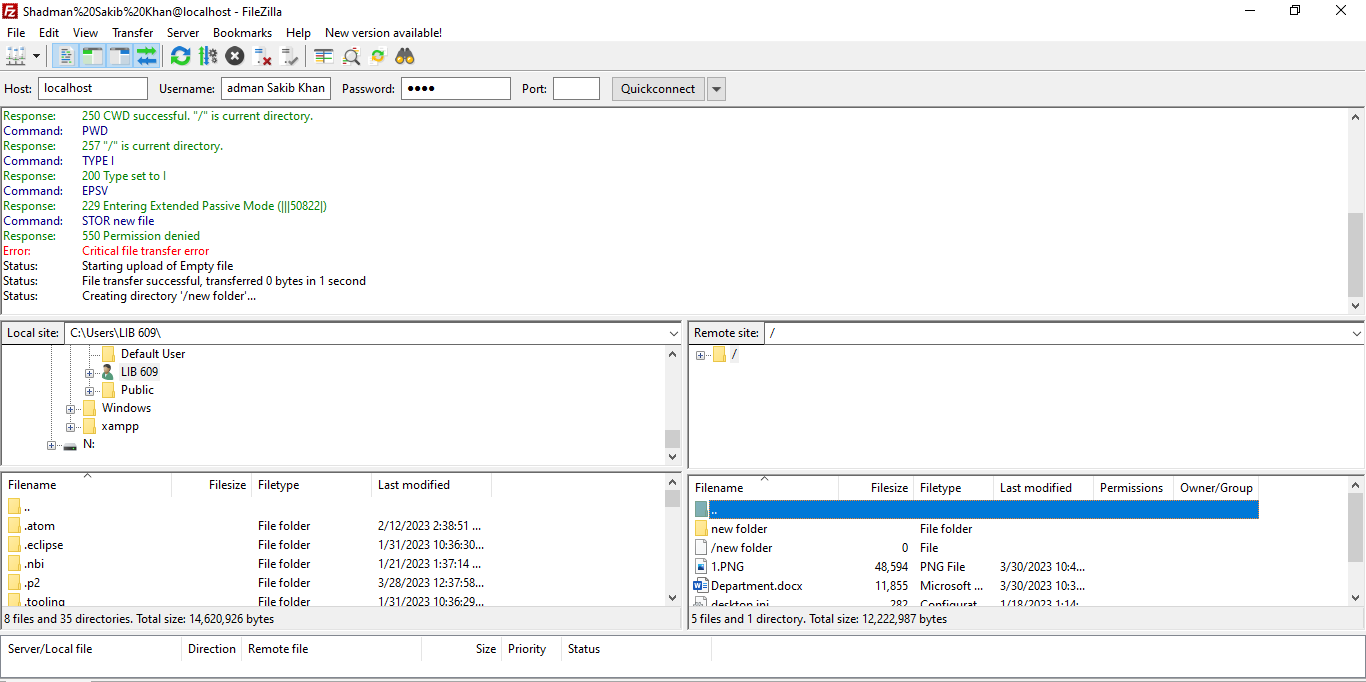 Shadman%20Sakib%20Khan@localhost - FileZilla
File Edit View Transfer Server Bookmarks Help New version available!
Host: localhost Username: adman Sakib Khan Password: ●●●● Port: Quickconnect
Response: 250 CWD successful. "/" is current directory.
Command: PWD
Response: 257 "/" is current directory.
Command: TYPE I
Response: 200 Type set to I
Command: EPSV
Response: 229 Entering Extended Passive Mode (|||50822|)
Command: STOR new file
Response: 550 Permission denied
Error: Critical file transfer error
Status: Starting upload of Empty file
Status: File transfer successful, transferred 0 bytes in 1 second
Status: Creating directory '/new folder'...
Local site: C:\Users\LIB 609\
Default User
LIB 609
Public
Windows
xampp
N:
Filename Filesize Filetype Last modified
..
.atom File folder 2/12/2023 2:38:51 ...
.eclipse File folder 1/31/2023 10:36:30...
.nbi File folder 1/21/2023 1:37:14 ...
.p2 File folder 3/28/2023 12:37:58...
.tooling File folder 1/31/2023 10:36:29...
8 files and 35 directories. Total size: 14,620,926 bytes
Remote site: /
/
Filename Filesize Filetype Last modified Permissions Owner/Group
..
new folder File folder
/new folder 0 File
1.PNG 48,594 PNG File 3/30/2023 10:4...
Department.docx 11,855 Microsoft ... 3/30/2023 10:3...
desktop.ini 282 Configurat... 1/18/2023 1:14:...
5 files and 1 directory. Total size: 12,222,987 bytes
Server/Local file Direction Remote file Size Priority Status